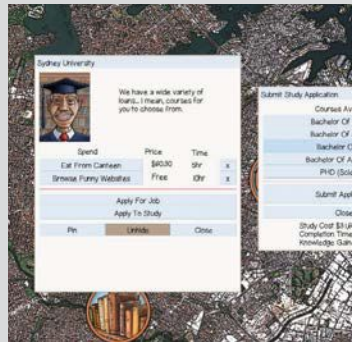 Sydney University
We have a wide variety of
loans.. I mean, courses for
you to choose from.
Spend Price Time
Eat From Canteen $40.00 5hr x
Browse Funny Websites Free 10hr x
Apply For Job
Apply To Study
Pin Unhide Close
Submit Study Application
Courses Av
Bachelor Of
Bachelor Of
Bachelor O
Bachelor Of A
PHD (Scie
Submit Appl
Close
Study Cost
Completion Time
Knowledge Gain